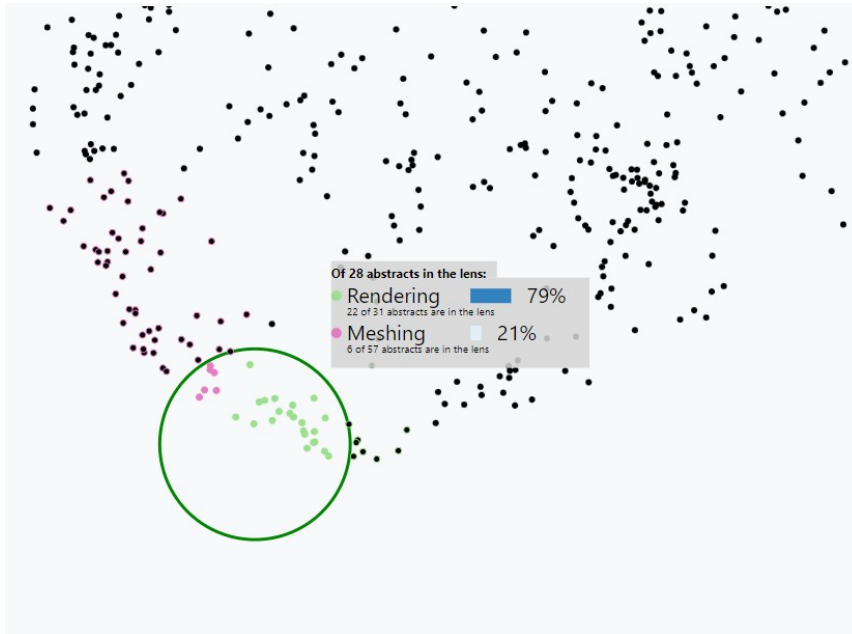 Of 28 abstracts in the lens:
Rendering 79%
22 of 31 abstracts are in the lens
Meshing 21%
6 of 57 abstracts are in the lens